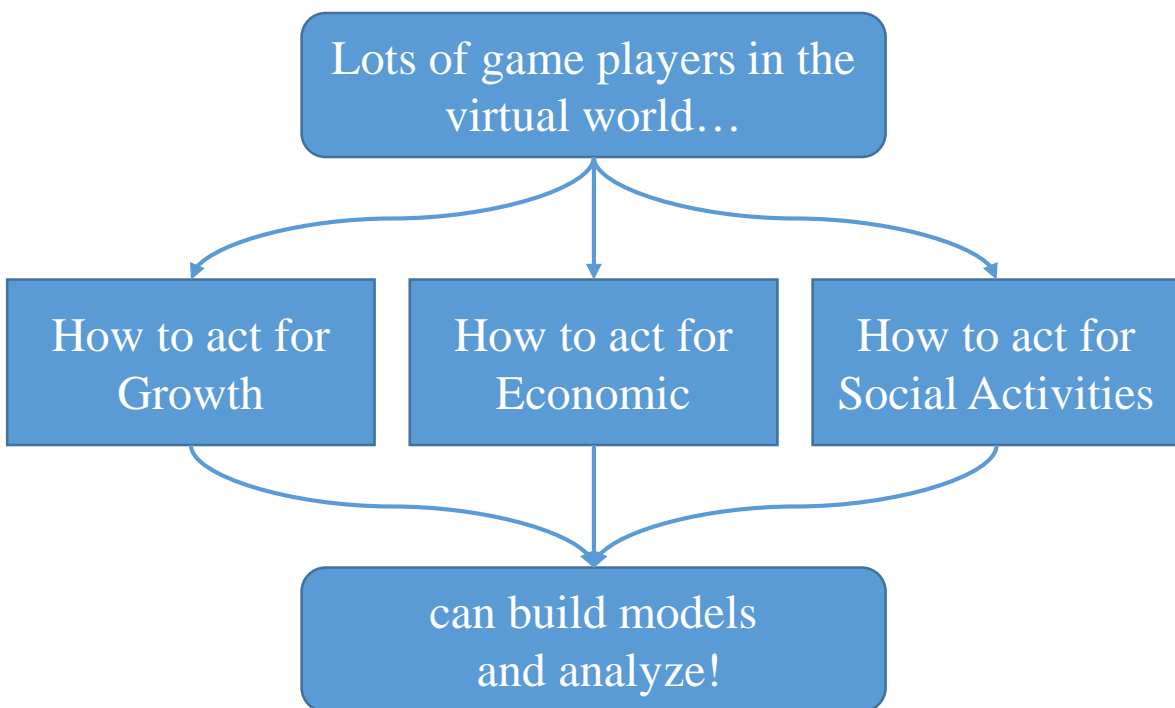 Lots of game players in the
virtual world…
How to act for
Growth
How to act for
Economic
How to act for
Social Activities
can build models
and analyze!